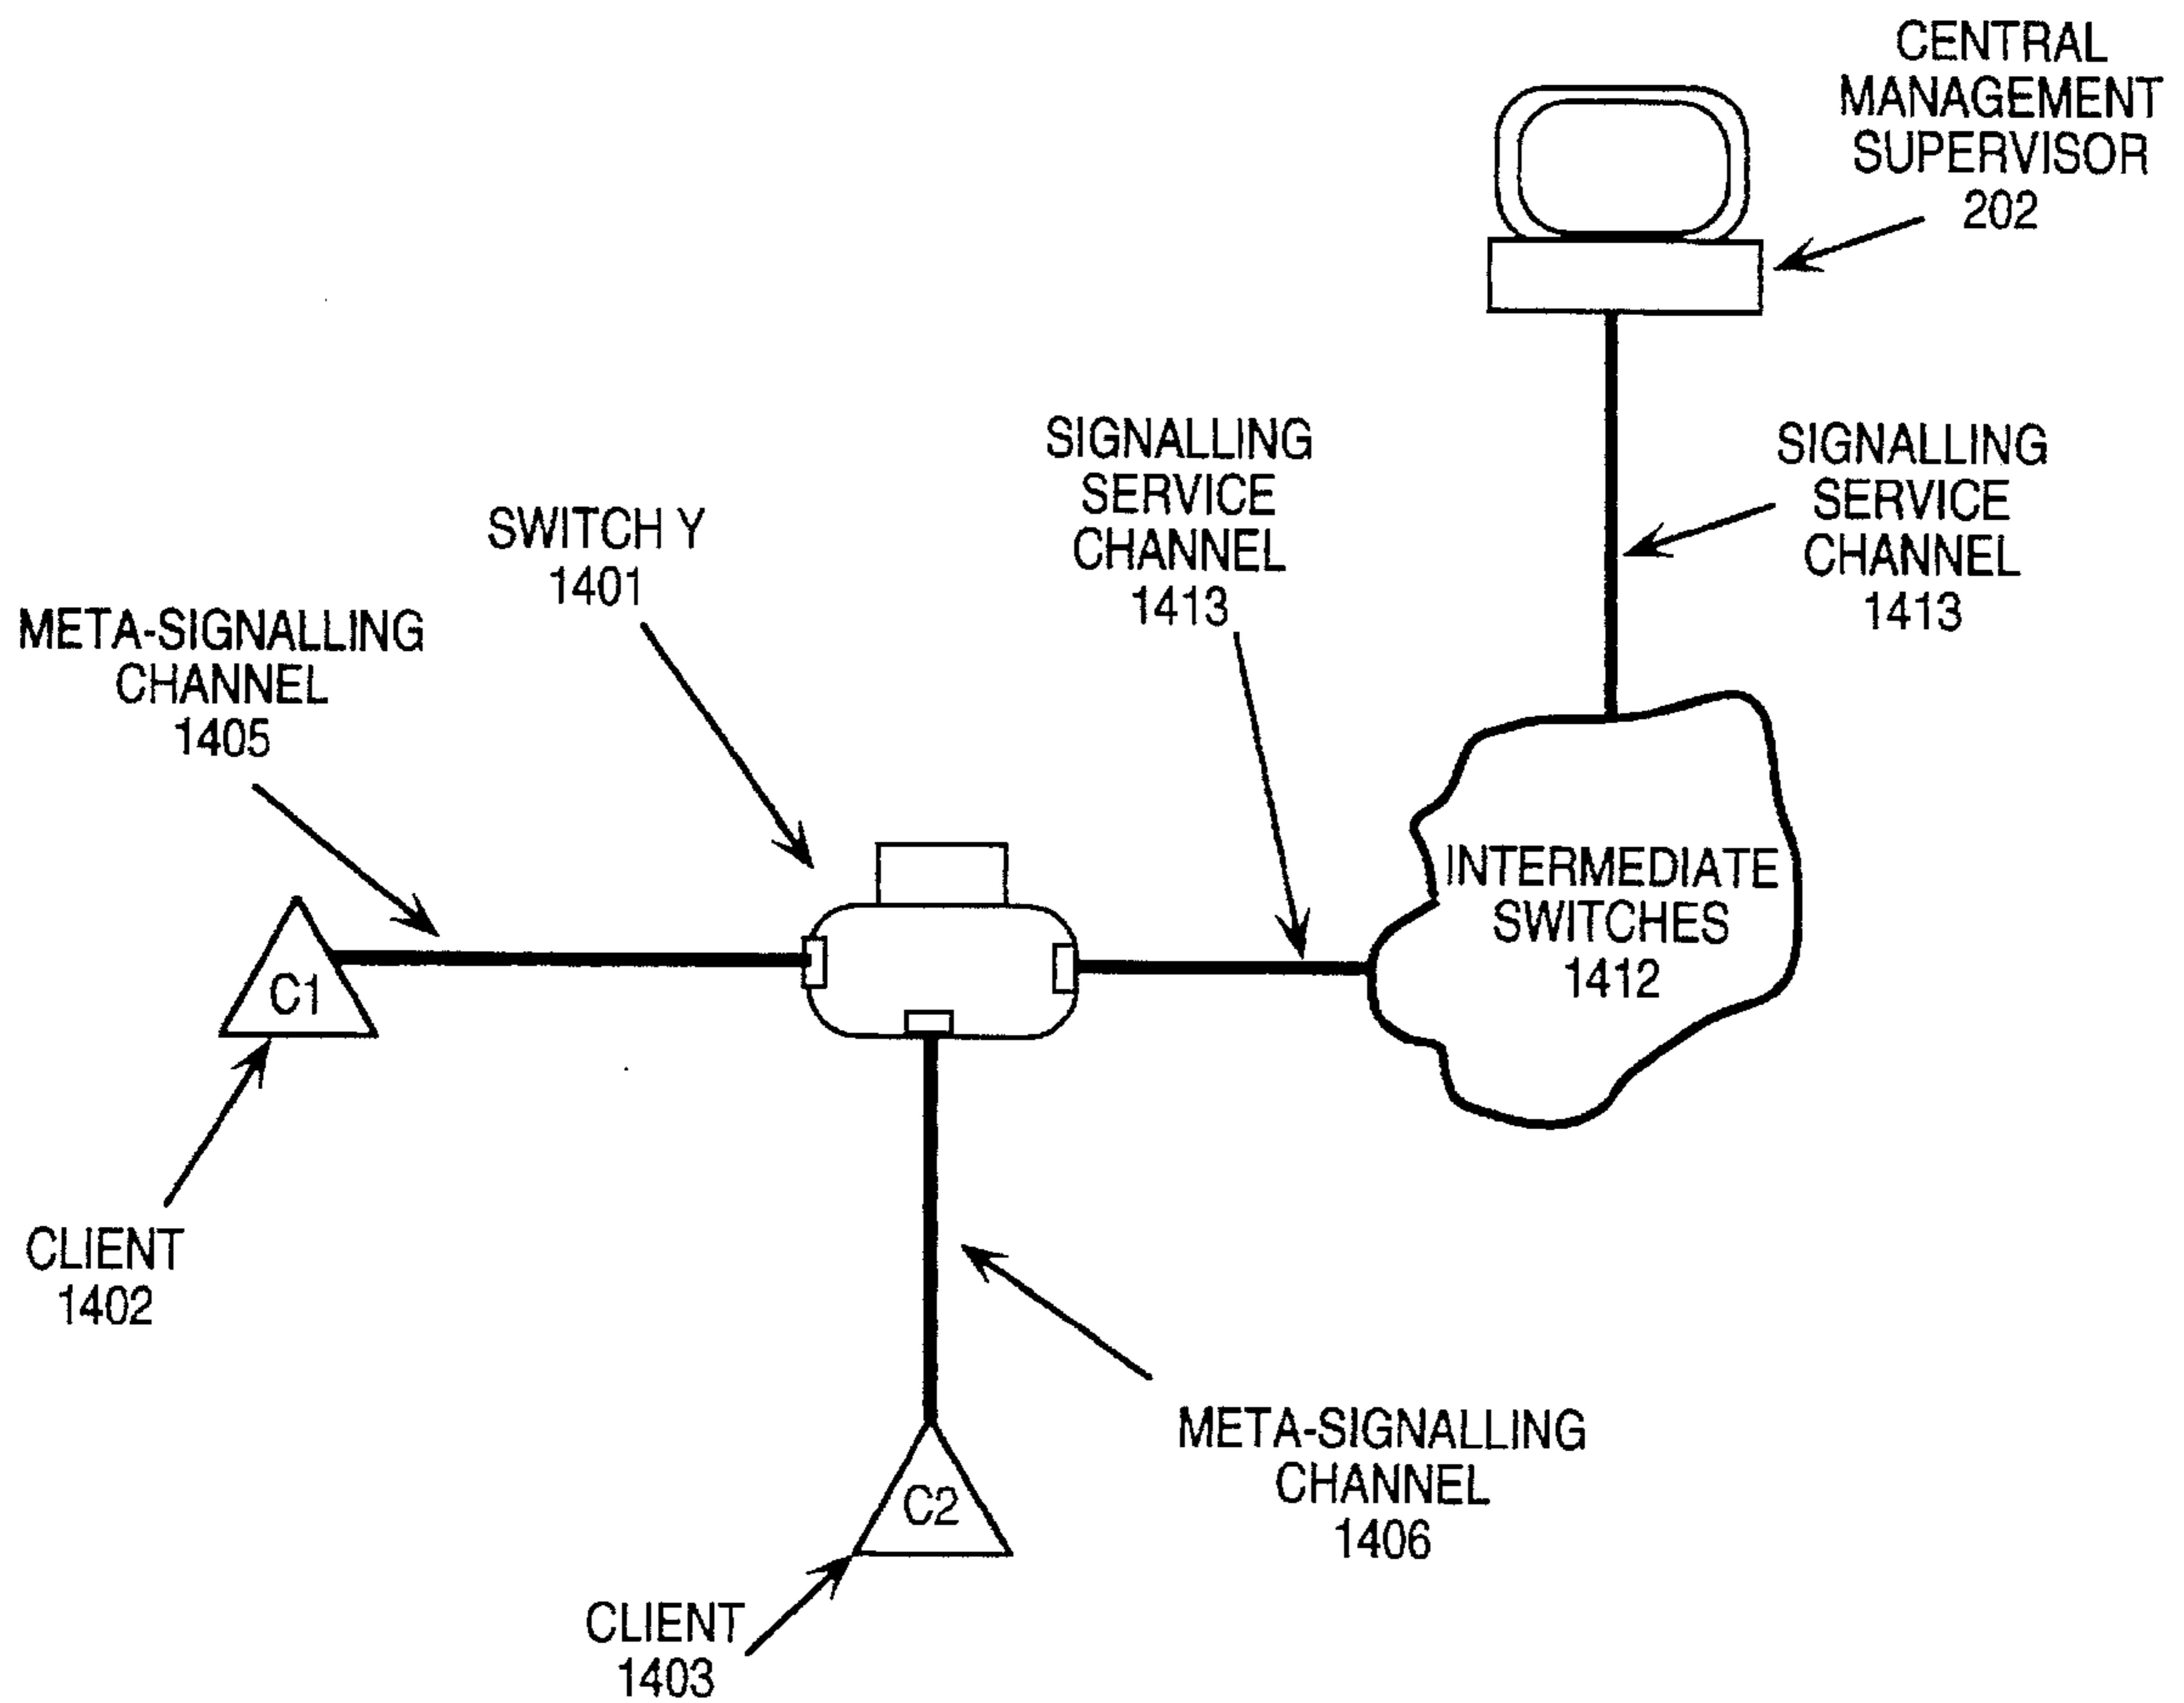 CENTRAL
MANAGEMENT
SUPERVISOR
202
SIGNALLING
SERVICE
CHANNEL
1413
SIGNALLING
SERVICE
CHANNEL
1413
SWITCH Y
1401
META-SIGNALLING
CHANNEL
1405
INTERMEDIATE
SWITCHES
1412
C1
CLIENT
1402
META-SIGNALLING
CHANNEL
1406
C2
CLIENT
1403